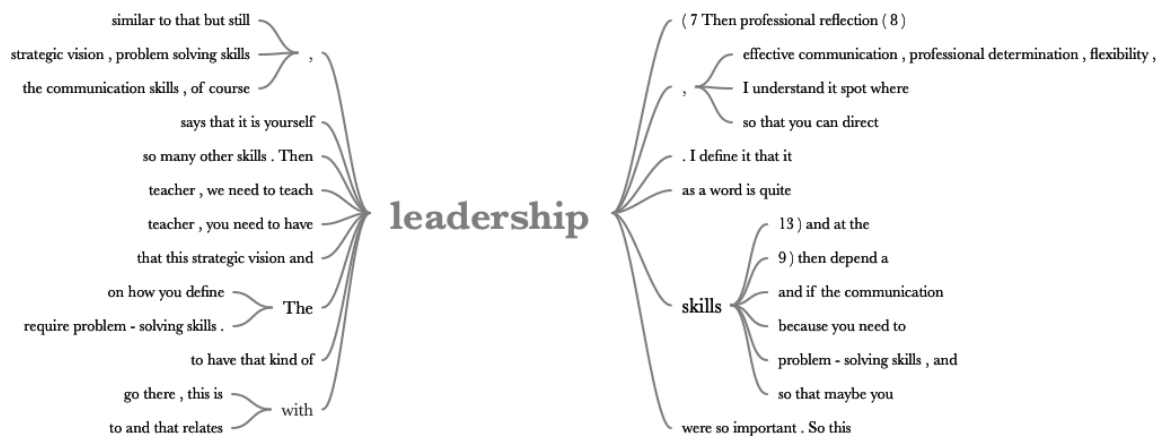 similar to that but still
strategic vision , problem solving skills
the communication skills , of course
,
says that it is yourself
so many other skills . Then
teacher , we need to teach
teacher , you need to have
that this strategic vision and
on how you define
require problem - solving skills .
The
to have that kind of
go there , this is
to and that relates
with
leadership
( 7 Then professional reflection ( 8 )
,
effective communication , professional determination , flexibility ,
I understand it spot where
so that you can direct
. I define it that it
as a word is quite
skills
13 ) and at the
9 ) then depend a
and if the communication
because you need to
problem - solving skills , and
so that maybe you
were so important . So this